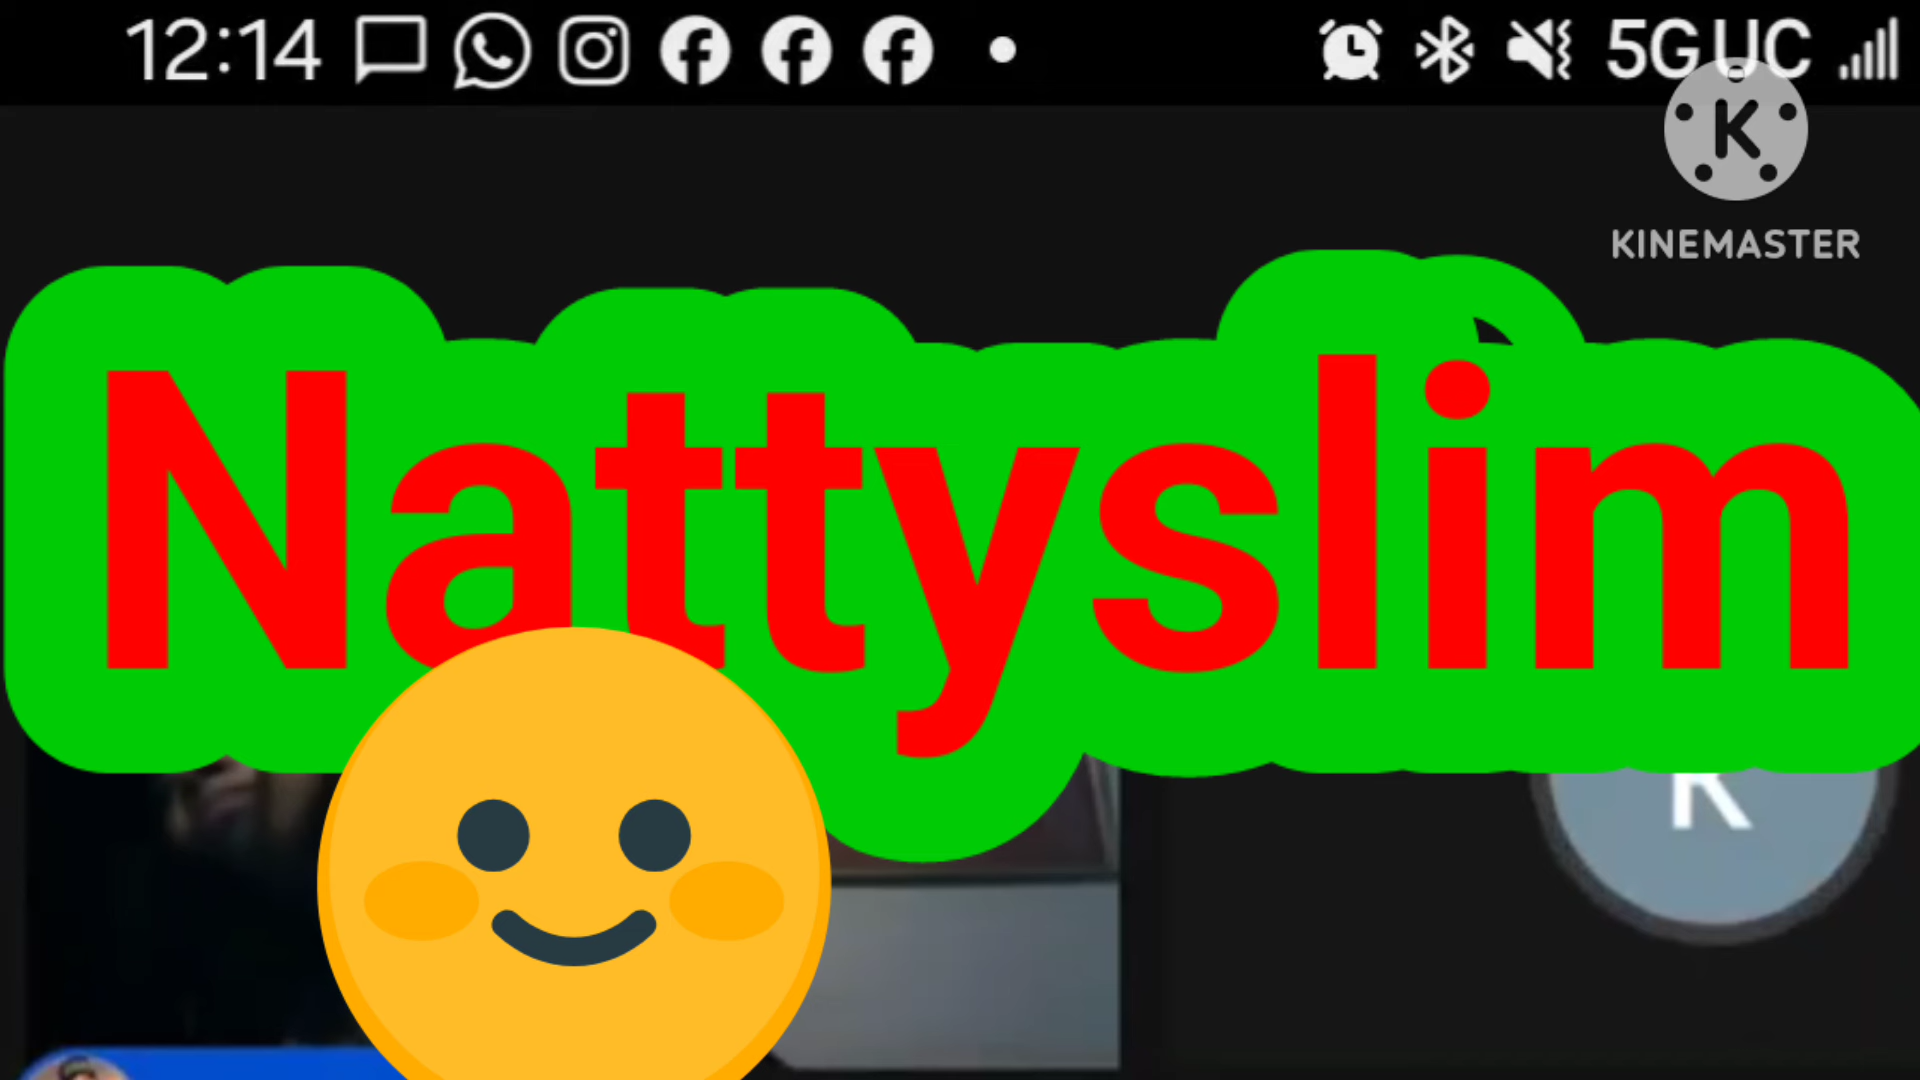 12:14 5G UC
K
KINEMASTER
Nattyslim
K